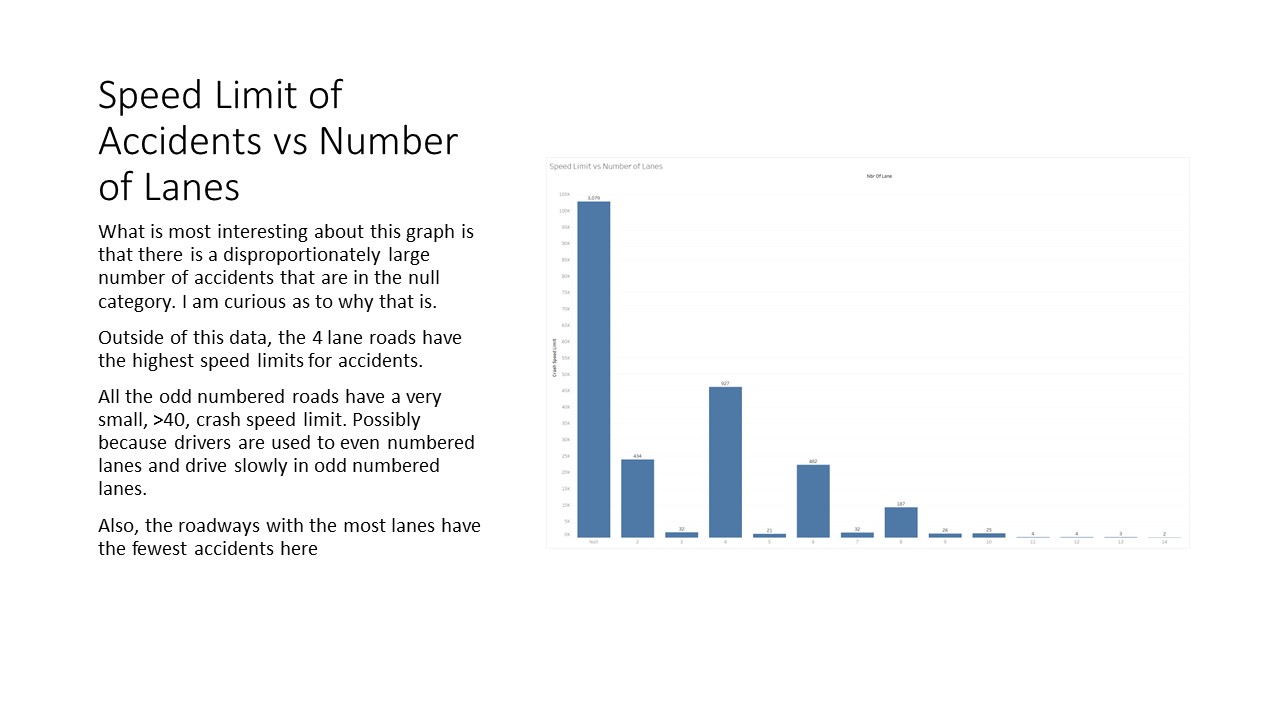 Speed Limit of
Accidents vs Number
of Lanes
What is most interesting about this graph is
that there is a disproportionately large
number of accidents that are in the null
category. I am curious as to why that is.
Outside of this data, the 4 lane roads have
the highest speed limits for accidents.
All the odd numbered roads have a very
small, >40, crash speed limit. Possibly
because drivers are used to even numbered
lanes and drive slowly in odd numbered
lanes.
Also, the roadways with the most lanes have
the fewest accidents here
Speed Limit vs Number of Lanes
Nbr Of Lane
Crash Speed Limit
105K
100K
95K
90K
85K
80K
75K
70K
65K
60K
55K
50K
45K
40K
35K
30K
25K
20K
15K
10K
5K
0K
434
32
927
21
187
26
25
4
4
3
2
Null
2
3
4
5
6
7
8
9
10
11
12
13
14